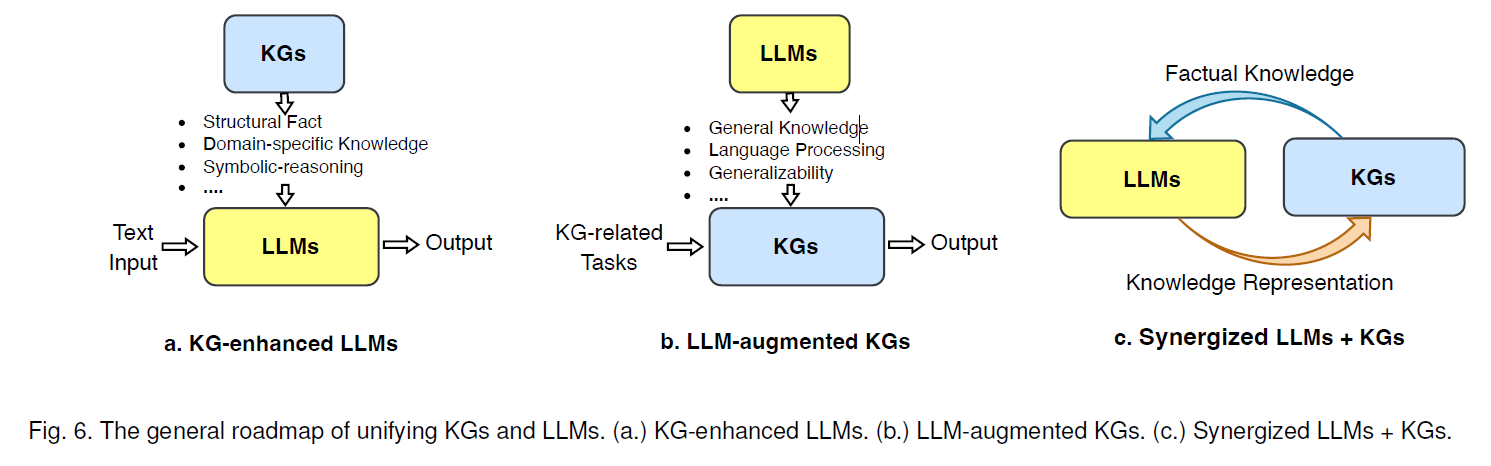 KGs
• Structural Fact
• Domain-specific Knowledge
• Symbolic-reasoning
• ....
Text
Input
LLMs
Output
a. KG-enhanced LLMs
LLMs
• General Knowledge
• Language Processing
• Generalizability
• ....
KG-related
Tasks
KGs
Output
b. LLM-augmented KGs
Factual Knowledge
LLMs
KGs
Knowledge Representation
c. Synergized LLMs + KGs
Fig. 6. The general roadmap of unifying KGs and LLMs. (a.) KG-enhanced LLMs. (b.) LLM-augmented KGs. (c.) Synergized LLMs + KGs.